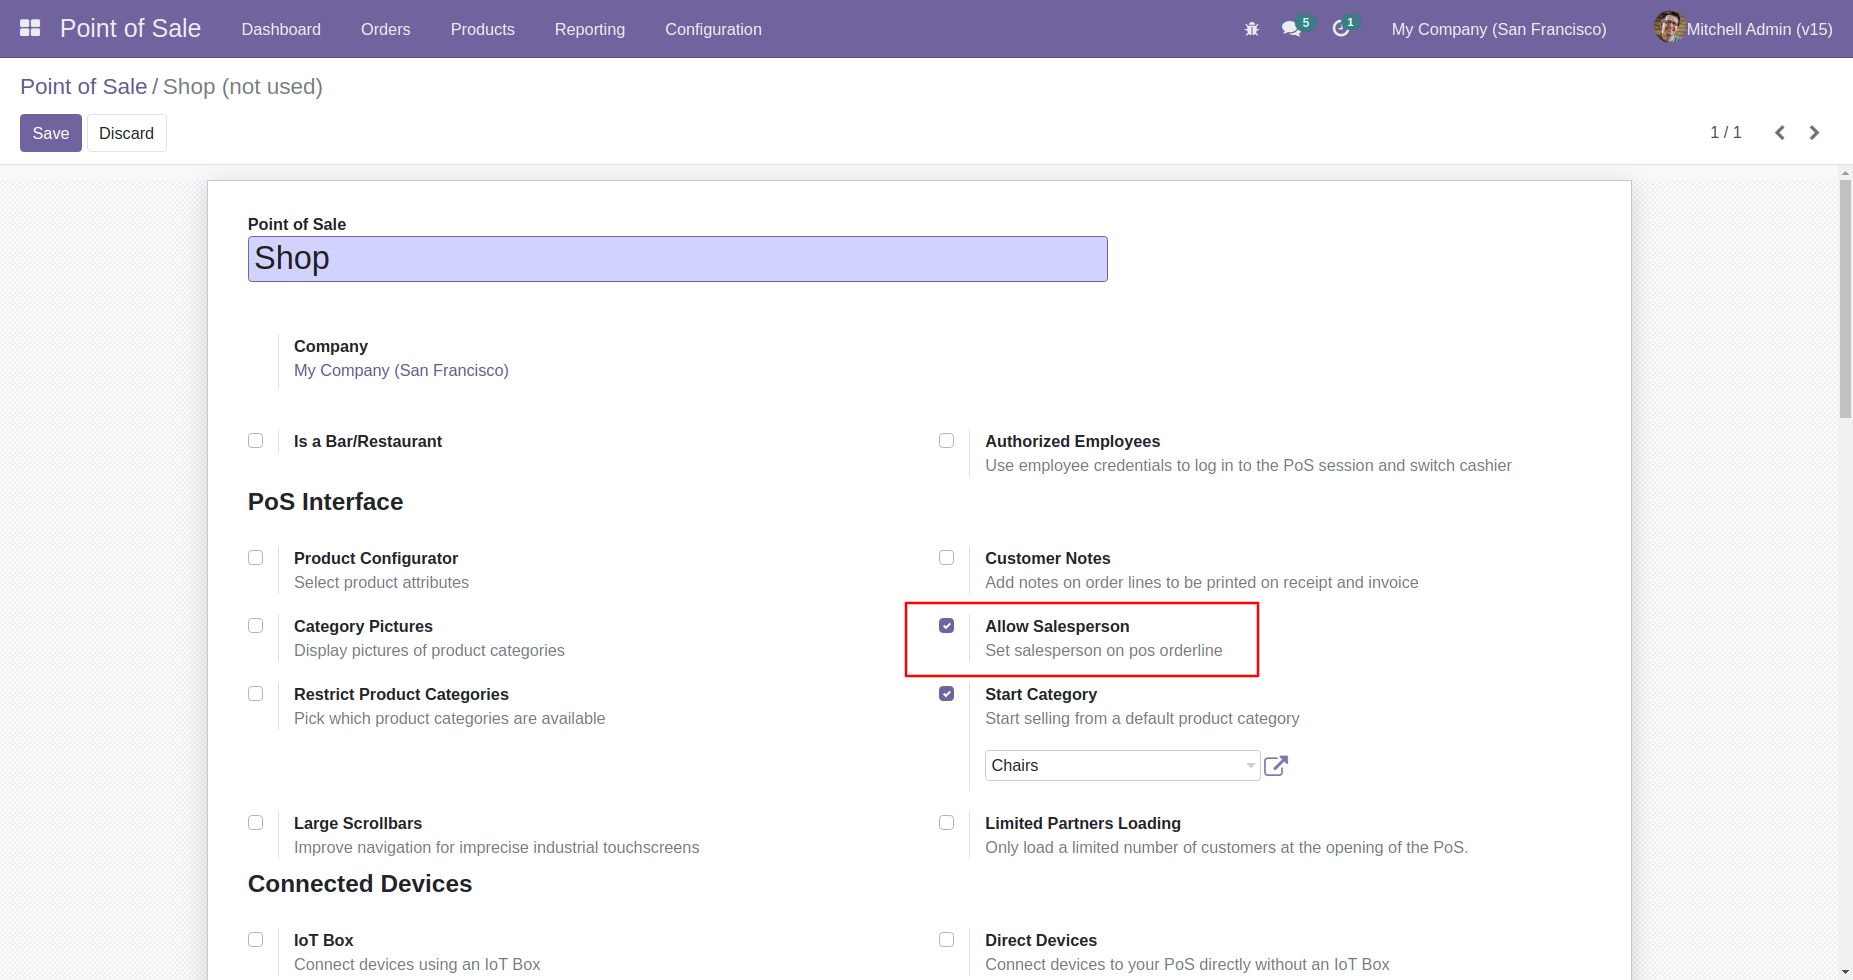 Point of Sale Dashboard Orders Products Reporting Configuration 5 1 My Company (San Francisco) Mitchell Admin (v15)
Point of Sale / Shop (not used)
Save Discard 1 / 1
Point of Sale
Shop
Company
My Company (San Francisco)
Is a Bar/Restaurant
Authorized Employees
Use employee credentials to log in to the PoS session and switch cashier
PoS Interface
Product Configurator
Select product attributes
Customer Notes
Add notes on order lines to be printed on receipt and invoice
Category Pictures
Display pictures of product categories
Allow Salesperson
Set salesperson on pos orderline
Restrict Product Categories
Pick which product categories are available
Start Category
Start selling from a default product category
Chairs
Large Scrollbars
Improve navigation for imprecise industrial touchscreens
Limited Partners Loading
Only load a limited number of customers at the opening of the PoS.
Connected Devices
IoT Box
Connect devices using an IoT Box
Direct Devices
Connect devices to your PoS directly without an IoT Box